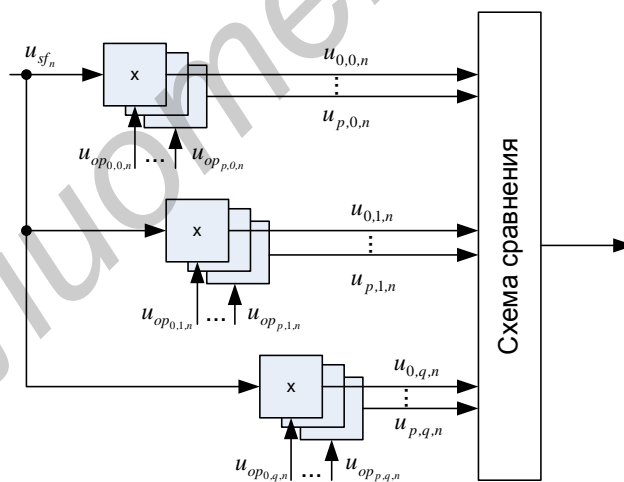 u_{sf_n}
x
u_{0,0,n}
u_{p,0,n}
u_{op_{0,0,n}} ... u_{op_{p,0,n}}
x
u_{0,1,n}
u_{p,1,n}
u_{op_{0,1,n}} ... u_{op_{p,1,n}}
x
u_{0,q,n}
u_{p,q,n}
u_{op_{0,q,n}} ... u_{op_{p,q,n}}
Схема сравнения